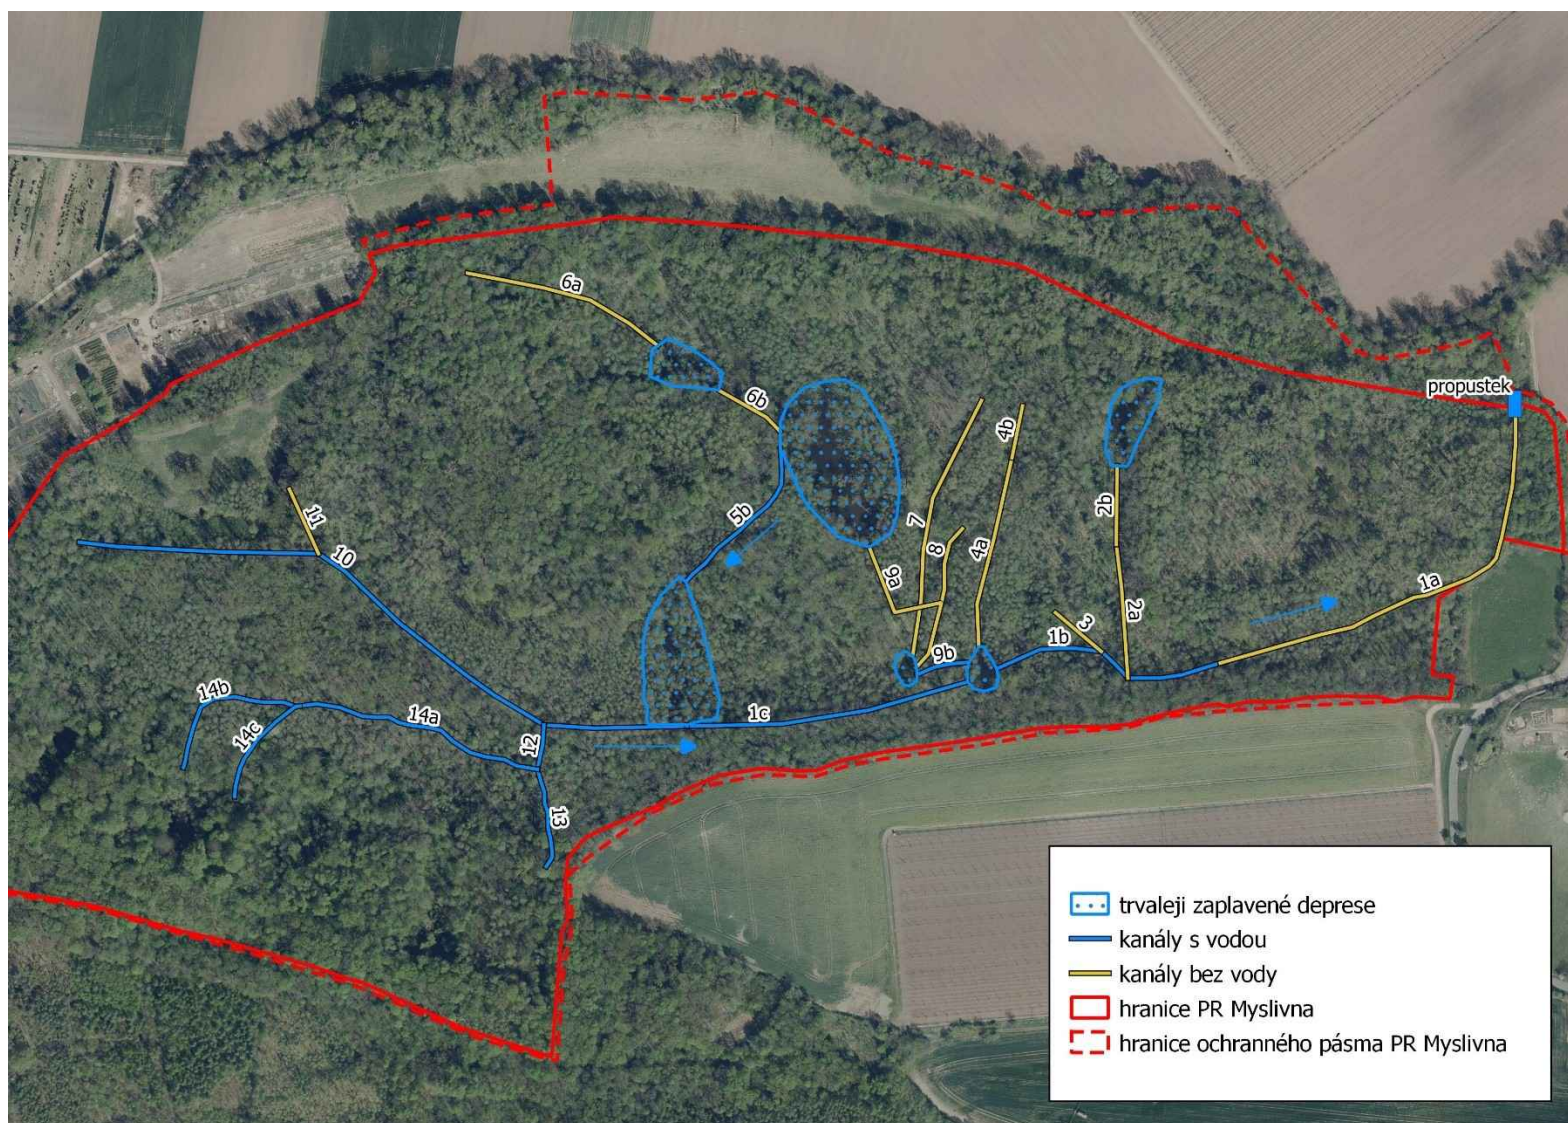 6a
propustek
6b
4b
11
5b
7
2b
10
8
9a
4a
1a
3
2a
1b
9b
14b
14c
14a
12
1c
13
trvaleji zaplavené deprese
kanály s vodou
kanály bez vody
hranice PR Myslivna
hranice ochranného pásma PR Myslivna